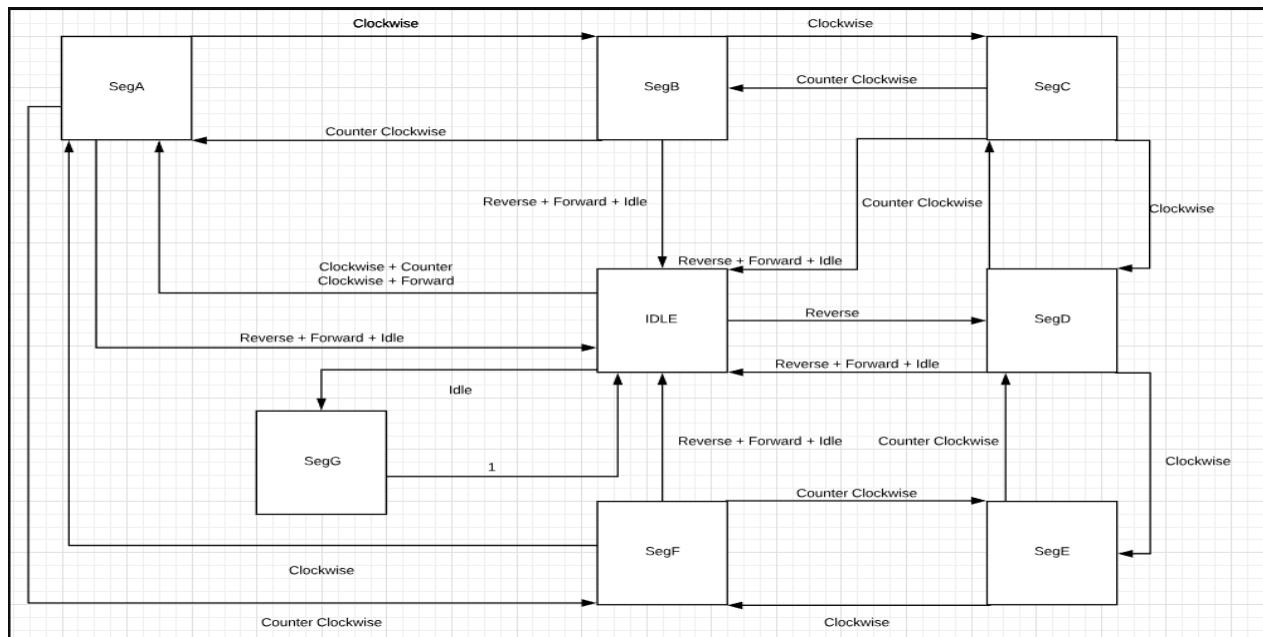 Clockwise
Clockwise
SegA
SegB
SegC
Counter Clockwise
Counter Clockwise
Reverse + Forward + Idle
Counter Clockwise
Clockwise
Reverse + Forward + Idle
Clockwise + Counter
Clockwise + Forward
IDLE
Reverse
SegD
Reverse + Forward + Idle
Reverse + Forward + Idle
Idle
Reverse + Forward + Idle
Counter Clockwise
SegG
1
Clockwise
Counter Clockwise
SegF
SegE
Clockwise
Counter Clockwise
Clockwise